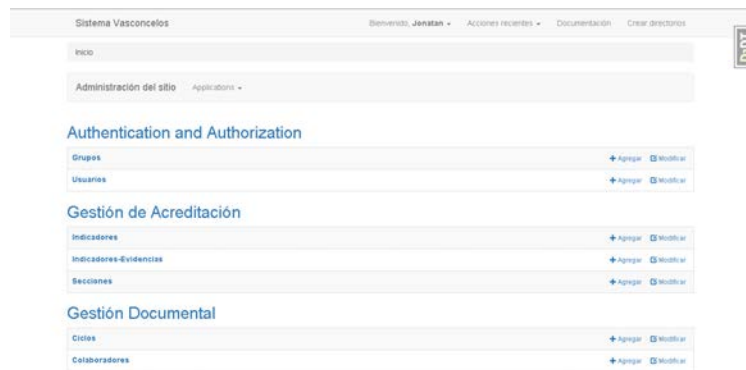 Sistema Vasconcelos Bienvenido, Jonatan Acciones recientes Documentación Crear directorios
Inicio
Administración del sitio Applications
Authentication and Authorization
Grupos Agregar Modificar
Usuarios Agregar Modificar
Gestión de Acreditación
Indicadores Agregar Modificar
Indicadores-Evidencias Agregar Modificar
Secciones Agregar Modificar
Gestión Documental
Ciclos Agregar Modificar
Colaboradores Agregar Modificar